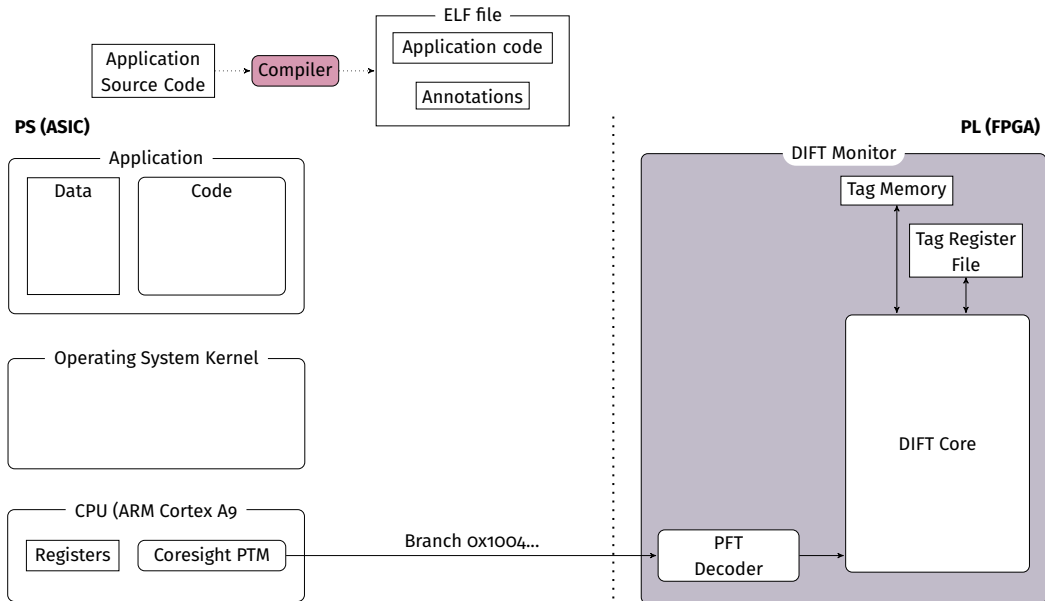 ELF file
Application
Source Code
Compiler
Application code
Annotations
PS (ASIC)
PL (FPGA)
Application
Data
Code
DIFT Monitor
Tag Memory
Tag Register
File
Operating System Kernel
DIFT Core
CPU (ARM Cortex A9
Registers
Coresight PTM
Branch 0x1004...
PFT
Decoder